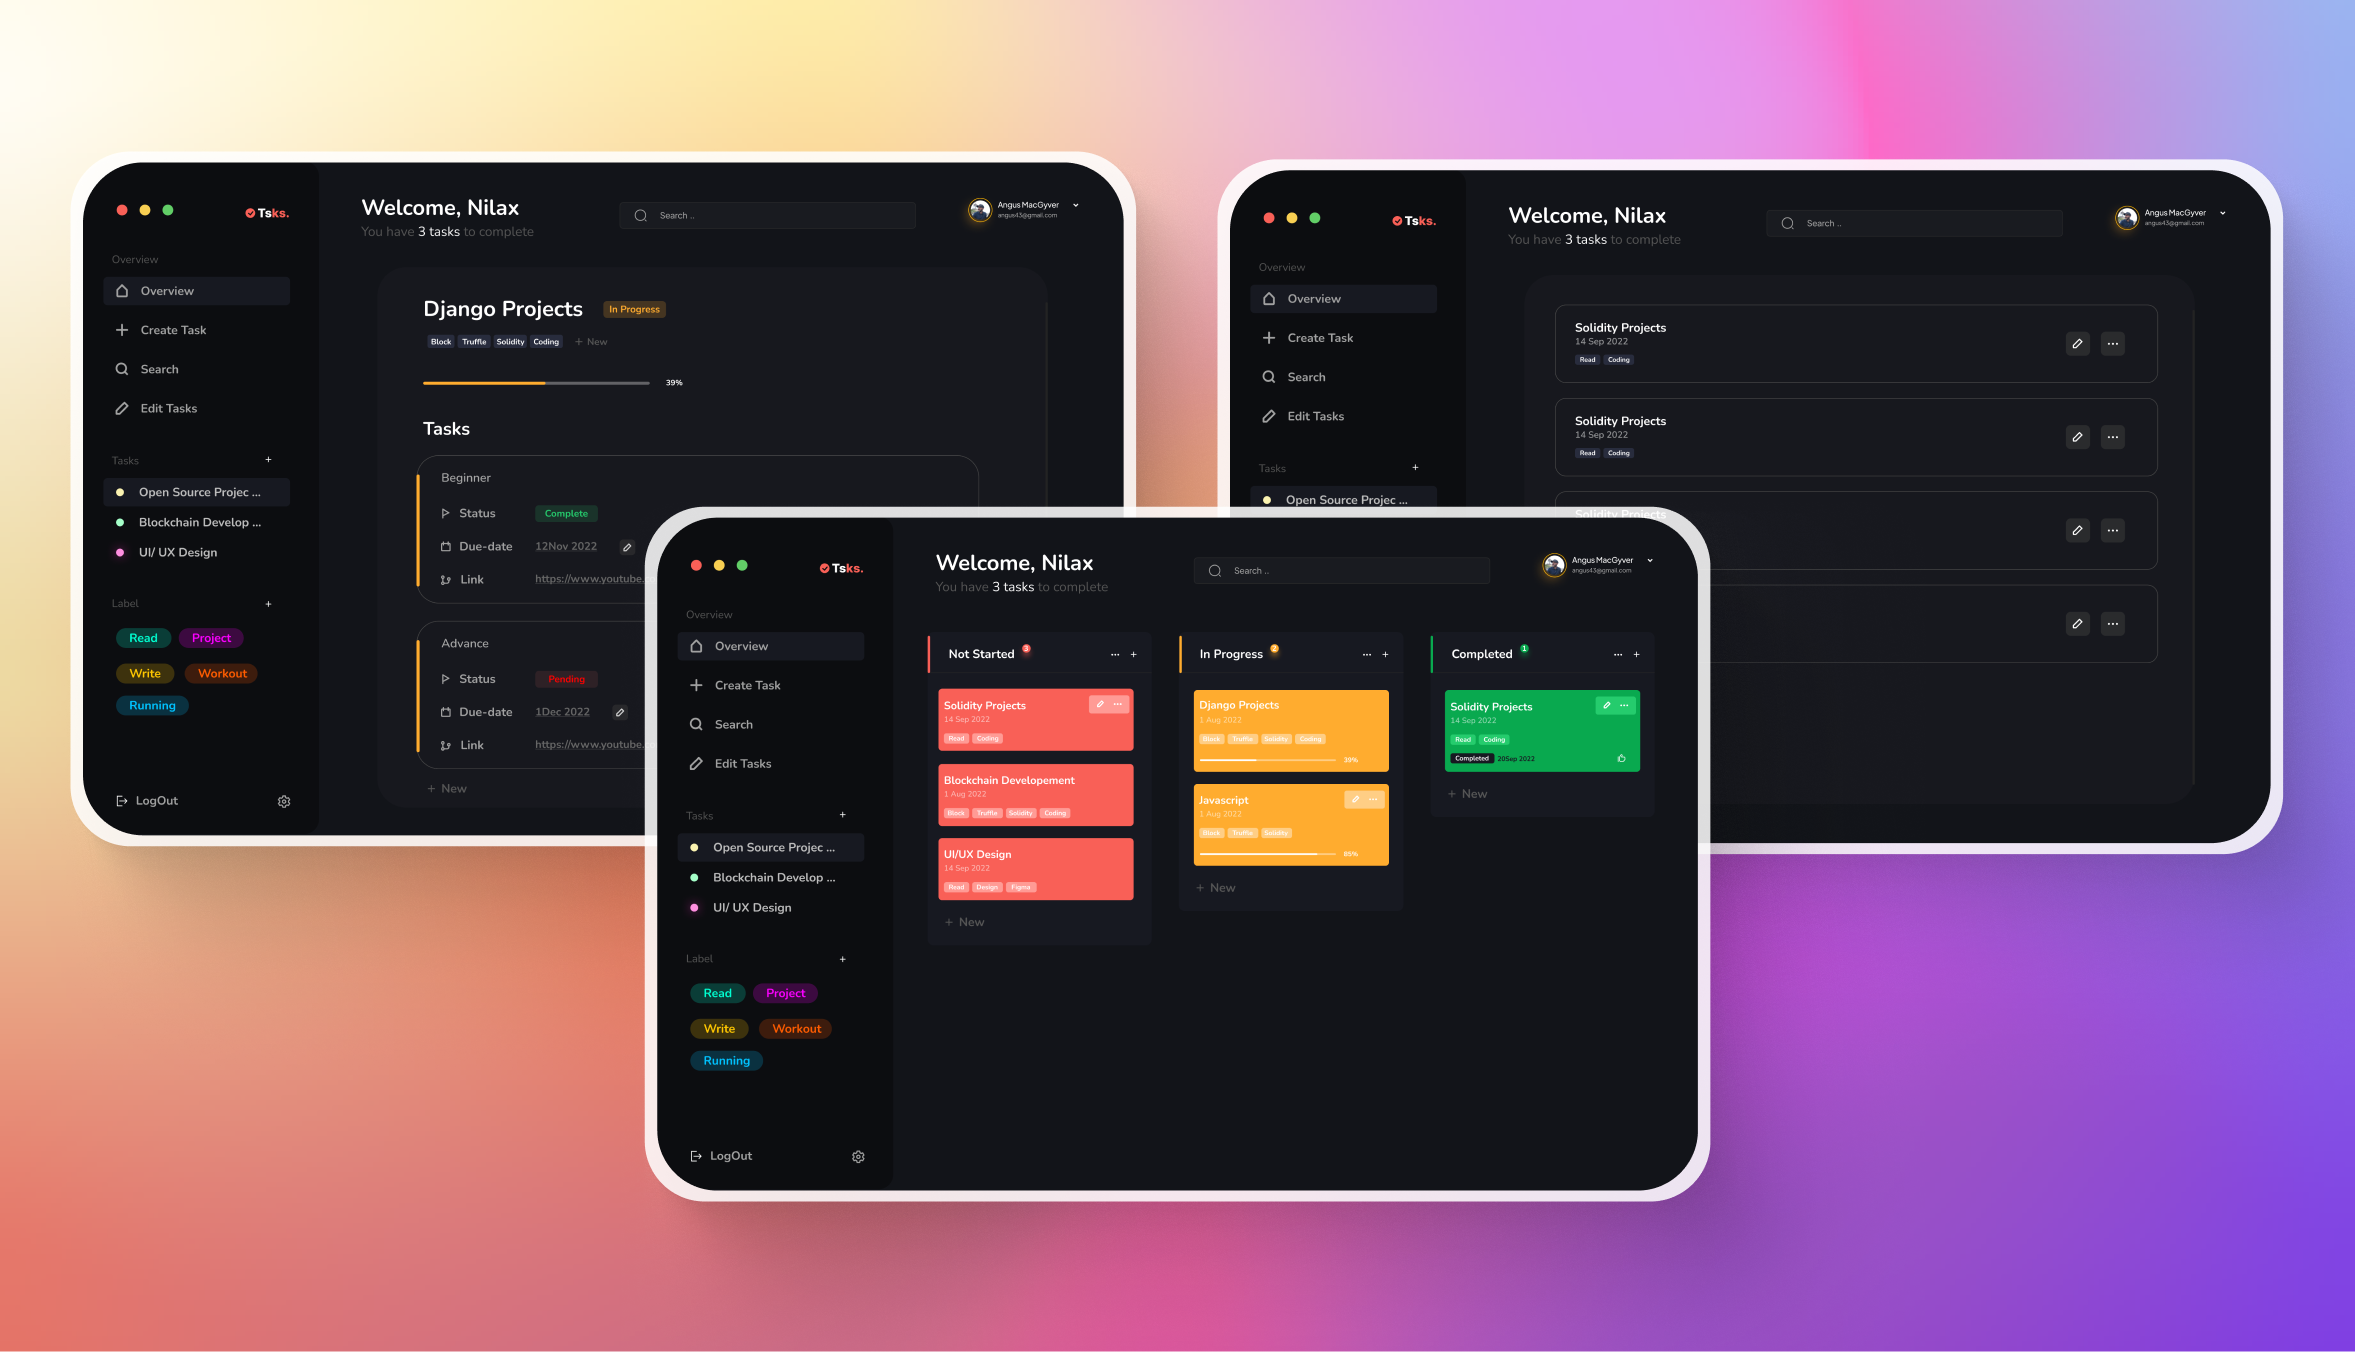 Tsks.
Overview
Overview
Create Task
Search
Edit Tasks
Tasks +
Open Source Projec ...
Blockchain Develop ...
UI/ UX Design
Label +
Read Project
Write Workout
Running
LogOut
Welcome, Nilax
You have 3 tasks to complete
Search ..
Angus MacGyver
angus43@gmail.com
Django Projects In Progress
Block Truffle Solidity Coding + New
39%
Tasks
Beginner
Status Complete
Due-date 12Nov 2022
Link https://www.youtube.co
Advance
Status Pending
Due-date 1Dec 2022
Link https://www.youtube.
+ New
Tsks.
Overview
Overview
Create Task
Search
Edit Tasks
Tasks +
Open Source Projec ...
Welcome, Nilax
You have 3 tasks to complete
Search ..
Angus MacGyver
angus43@gmail.com
Solidity Projects
14 Sep 2022
Read Coding
Solidity Projects
14 Sep 2022
Read Coding
Solidity Projects
Tsks.
Overview
Overview
Create Task
Search
Edit Tasks
Tasks +
Open Source Projec ...
Blockchain Develop ...
UI/ UX Design
Label +
Read Project
Write Workout
Running
LogOut
Welcome, Nilax
You have 3 tasks to complete
Search ..
Angus MacGyver
angus43@gmail.com
Not Started 3 ... +
Solidity Projects
14 Sep 2022
Read Coding
Blockchain Developement
1 Aug 2022
Block Truffle Solidity Coding
UI/UX Design
14 Sep 2022
Read Design Figma
+ New
In Progress 2 ... +
Django Projects
1 Aug 2022
Block Truffle Solidity Coding
39%
Javascript
1 Aug 2022
Block Truffle Solidity
85%
+ New
Completed 1 ... +
Solidity Projects
14 Sep 2022
Read Coding
Completed 20Sep 2022
+ New